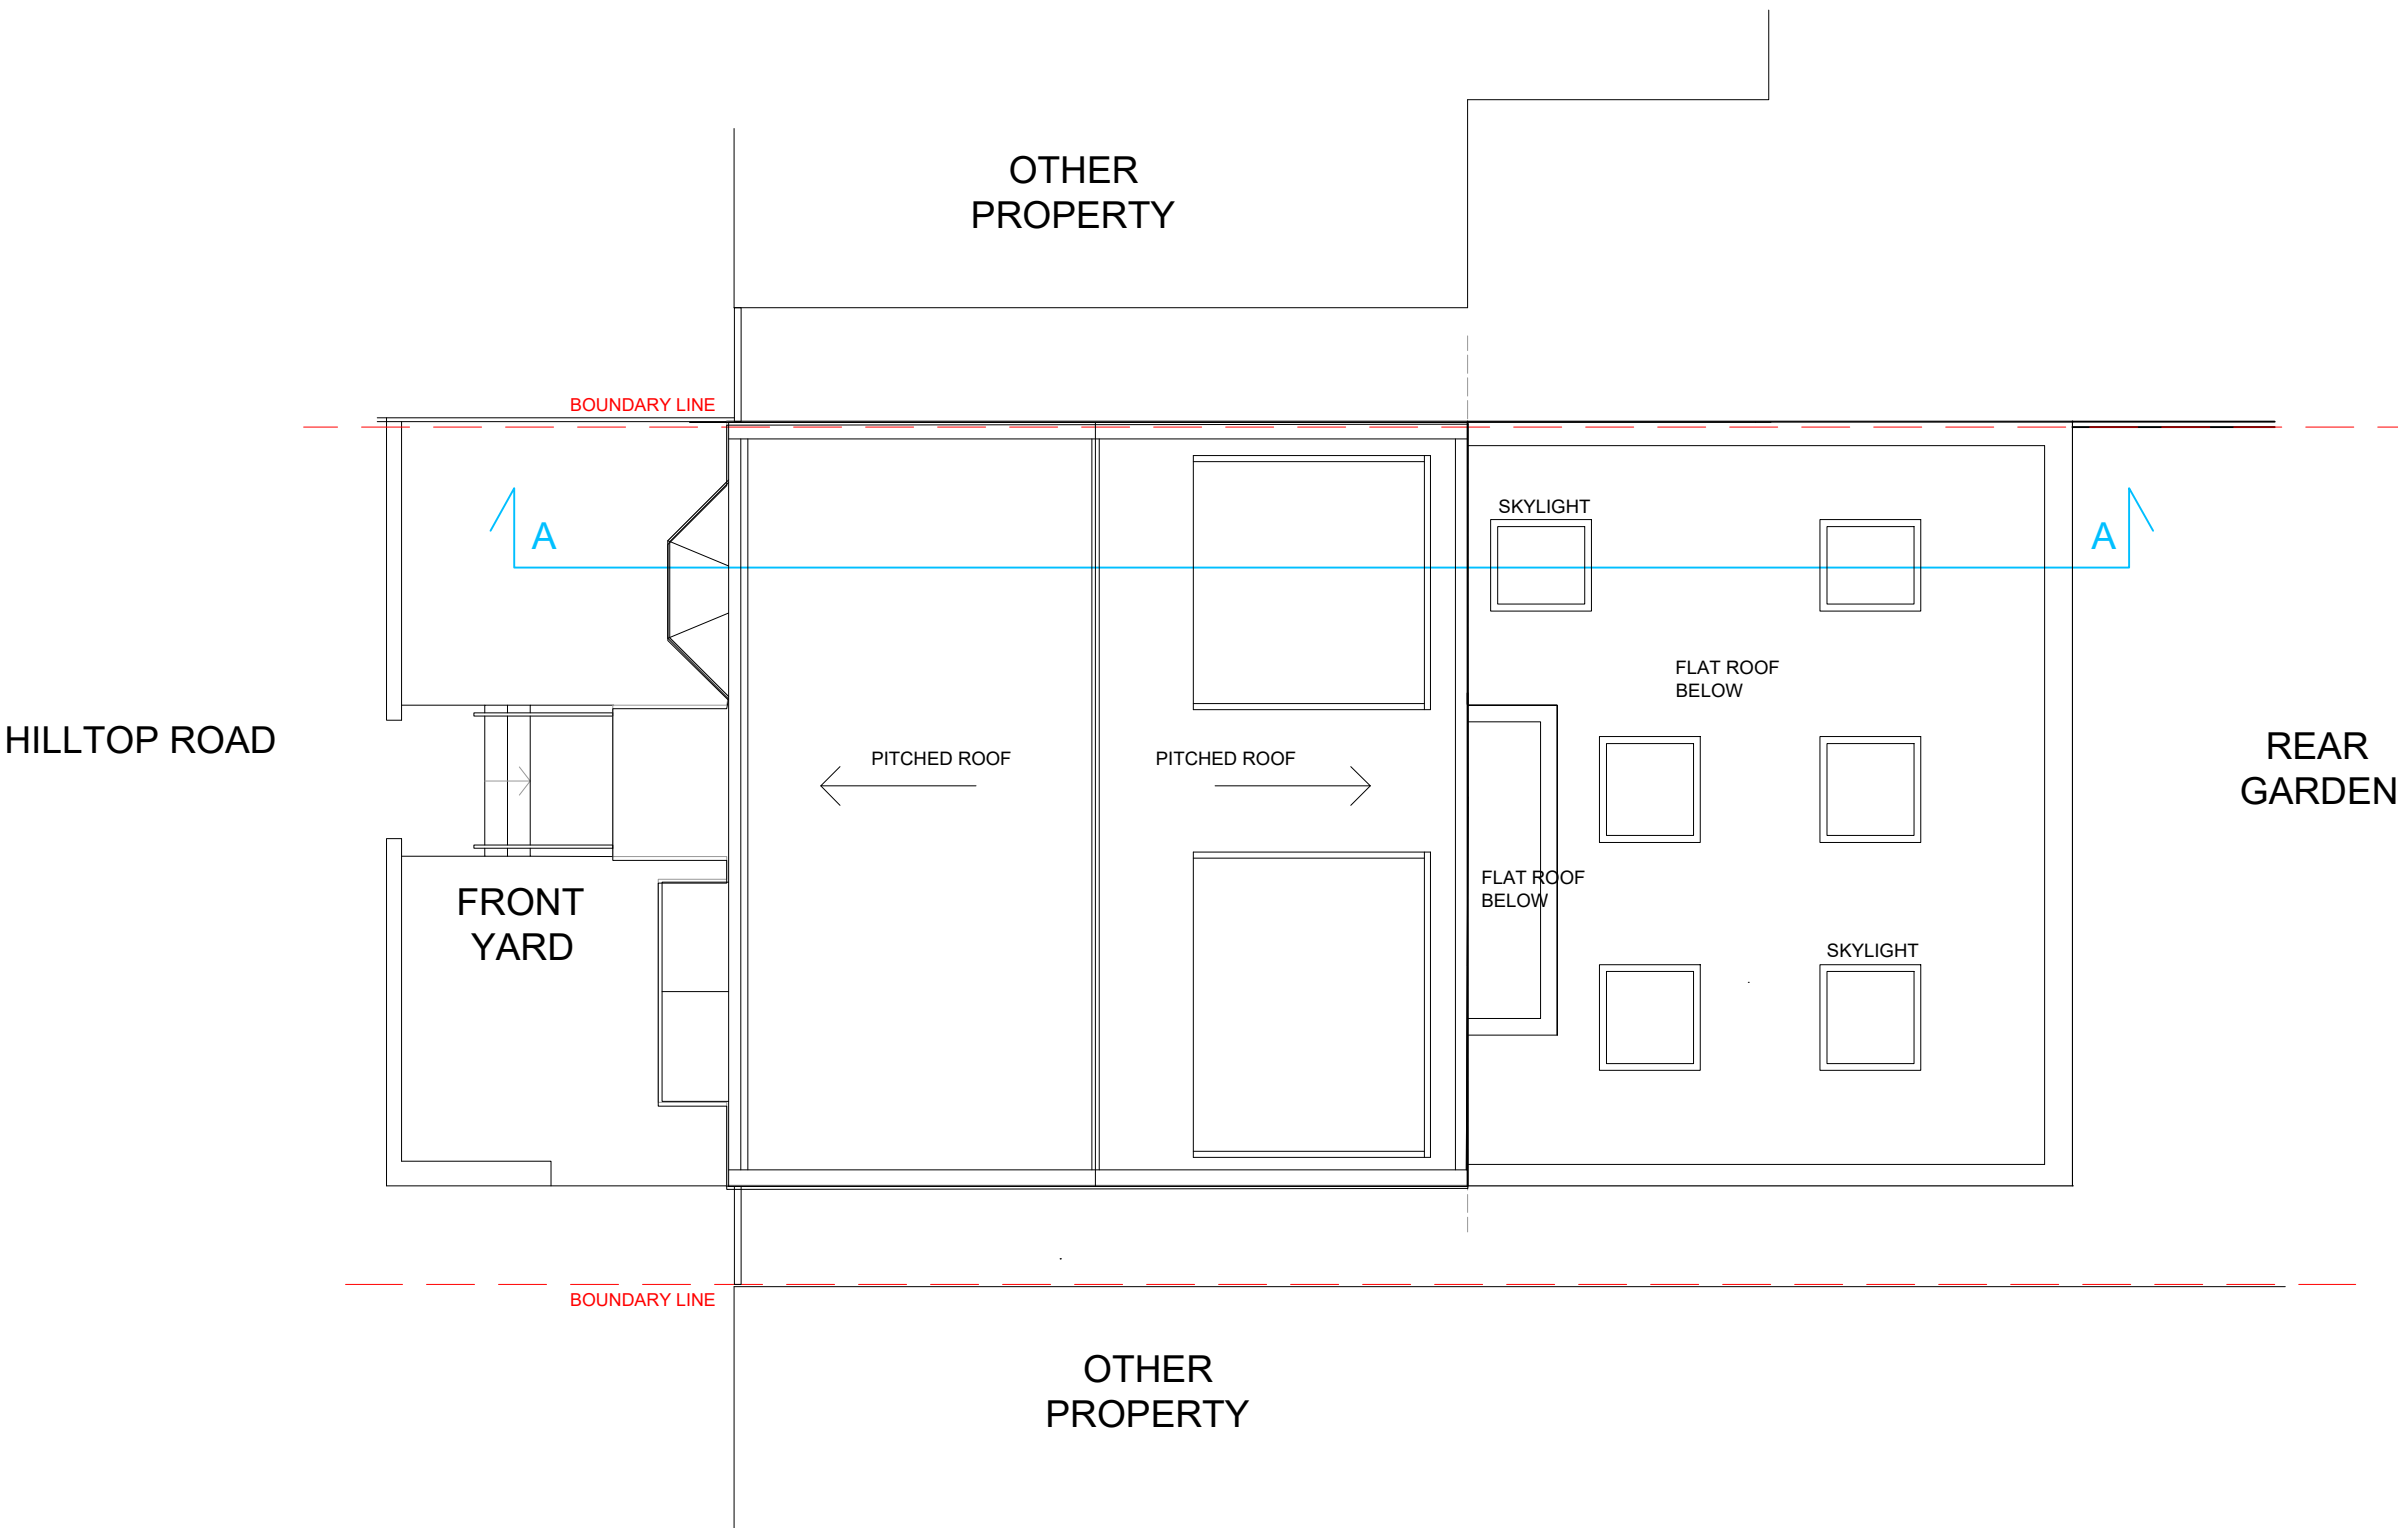 OTHER
PROPERTY
BOUNDARY LINE
A
A
SKYLIGHT
FLAT ROOF
BELOW
HILLTOP ROAD
PITCHED ROOF
PITCHED ROOF
REAR
GARDEN
FLAT ROOF
BELOW
FRONT
YARD
SKYLIGHT
BOUNDARY LINE
OTHER
PROPERTY